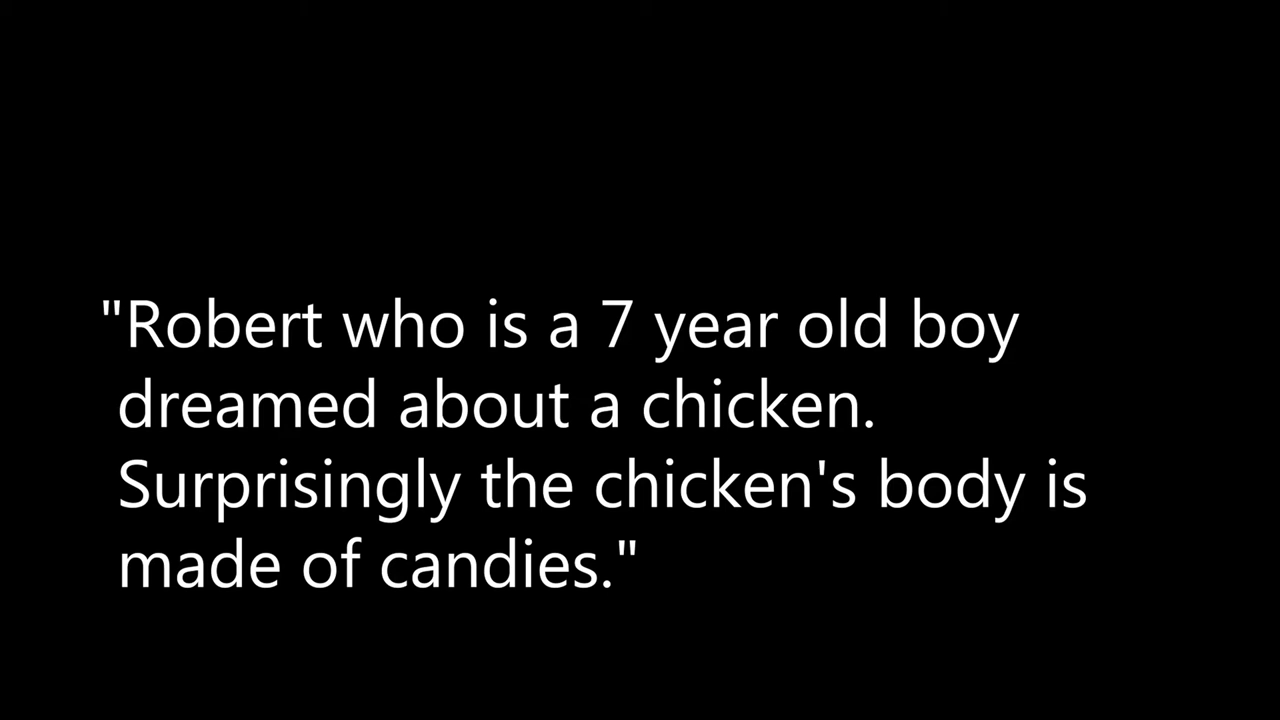 "Robert who is a 7 year old boy
dreamed about a chicken.
Surprisingly the chicken's body is
made of candies."